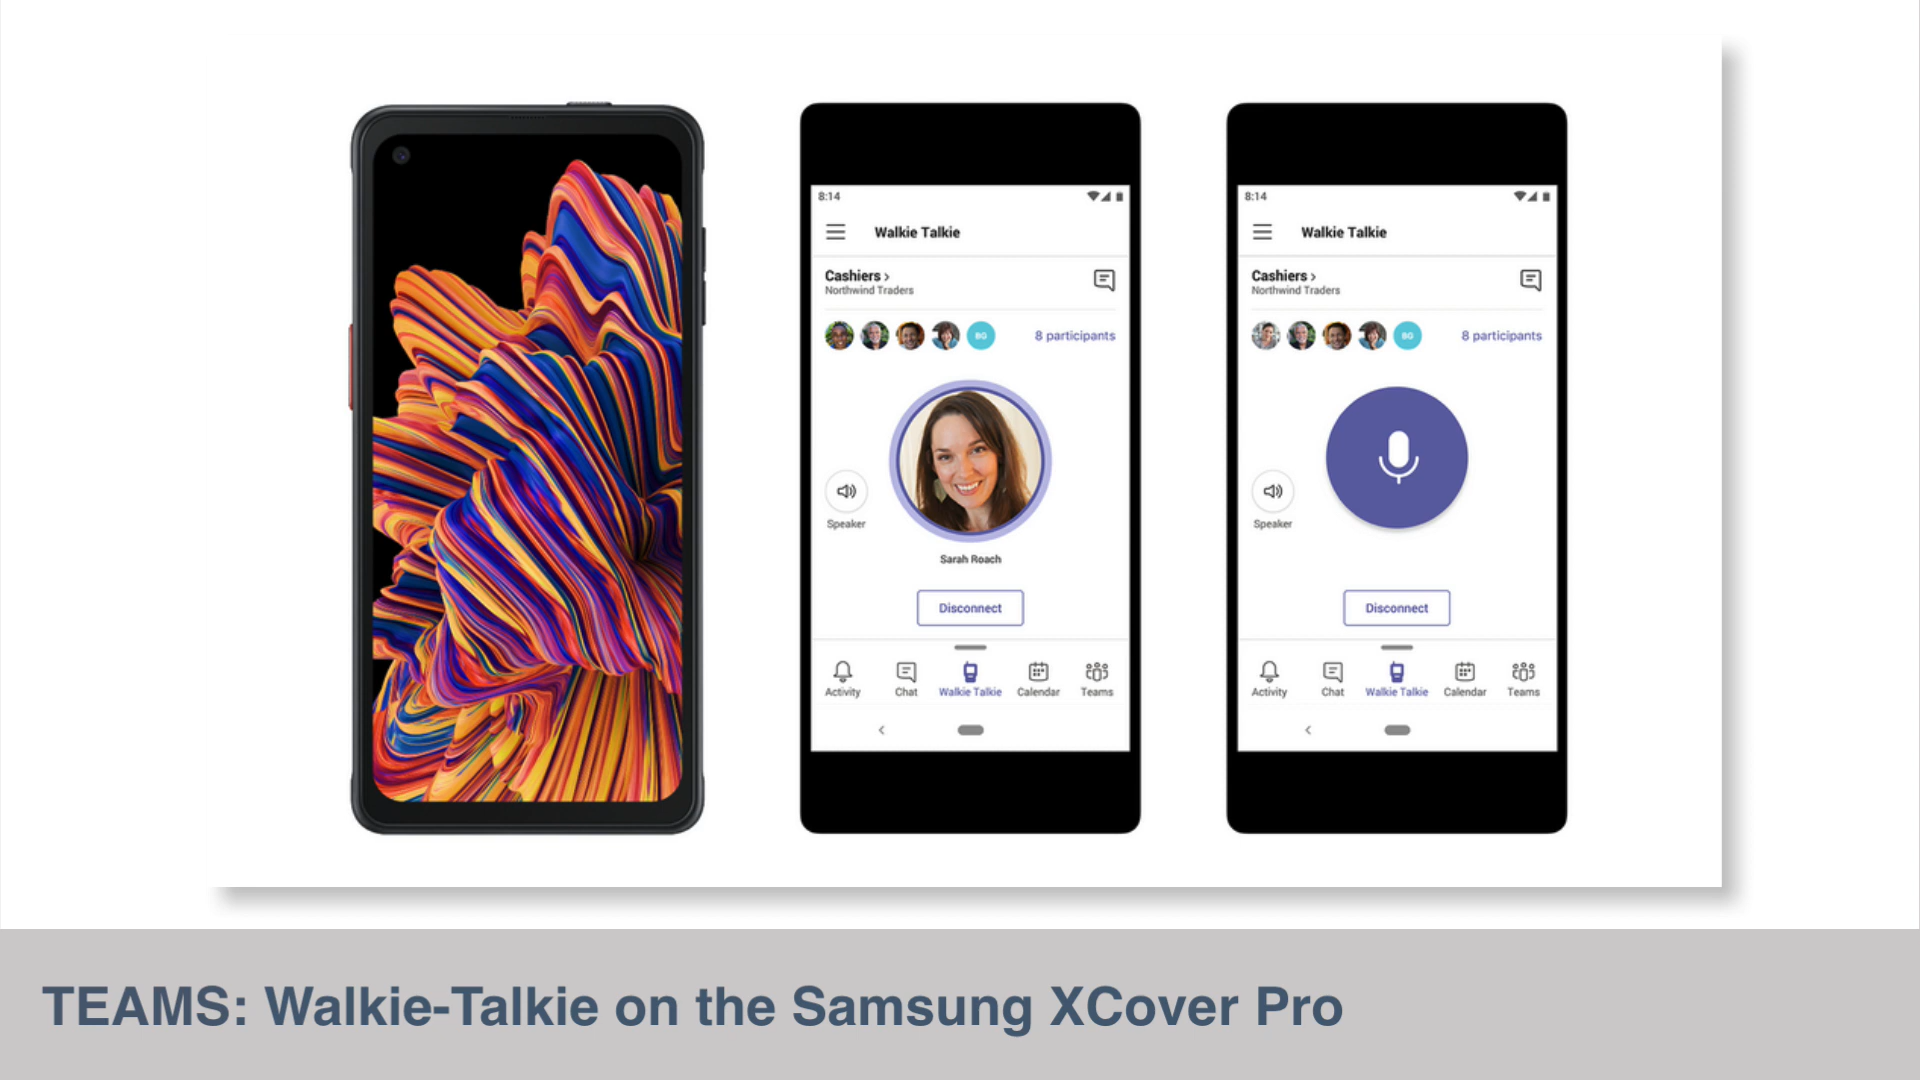 8:14
Walkie Talkie
Cashiers >
Northwind Traders
BG
8 participants
Speaker
Sarah Roach
Disconnect
Activity
Chat
Walkie Talkie
Calendar
Teams
8:14
Walkie Talkie
Cashiers >
Northwind Traders
BG
8 participants
Speaker
Disconnect
Activity
Chat
Walkie Talkie
Calendar
Teams
TEAMS: Walkie-Talkie on the Samsung XCover Pro